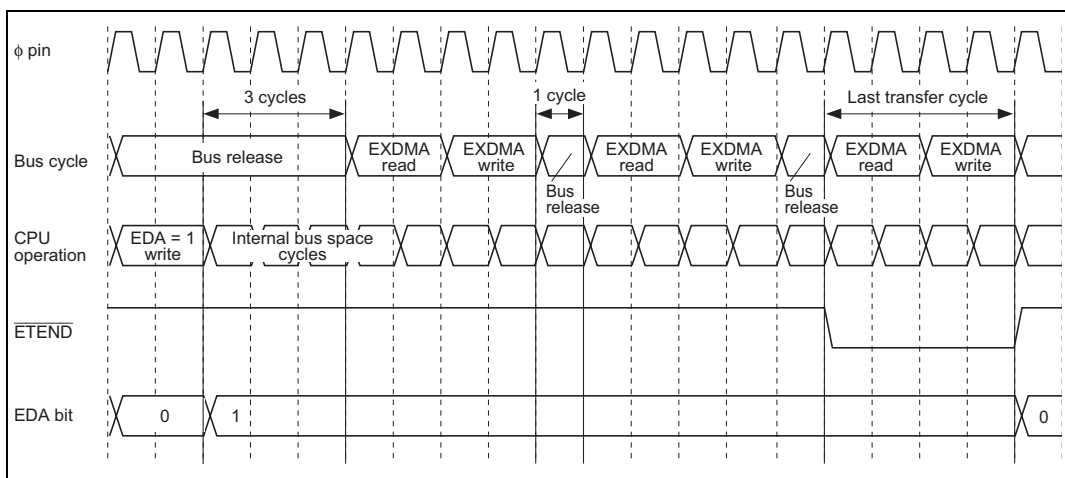 ϕ pin
3 cycles
1 cycle
Last transfer cycle
Bus cycle
Bus release
EXDMA
read
EXDMA
write
Bus
release
EXDMA
read
EXDMA
write
Bus
release
EXDMA
read
EXDMA
write
CPU
operation
EDA = 1
write
Internal bus space
cycles
ETEND
EDA bit
0
1
0